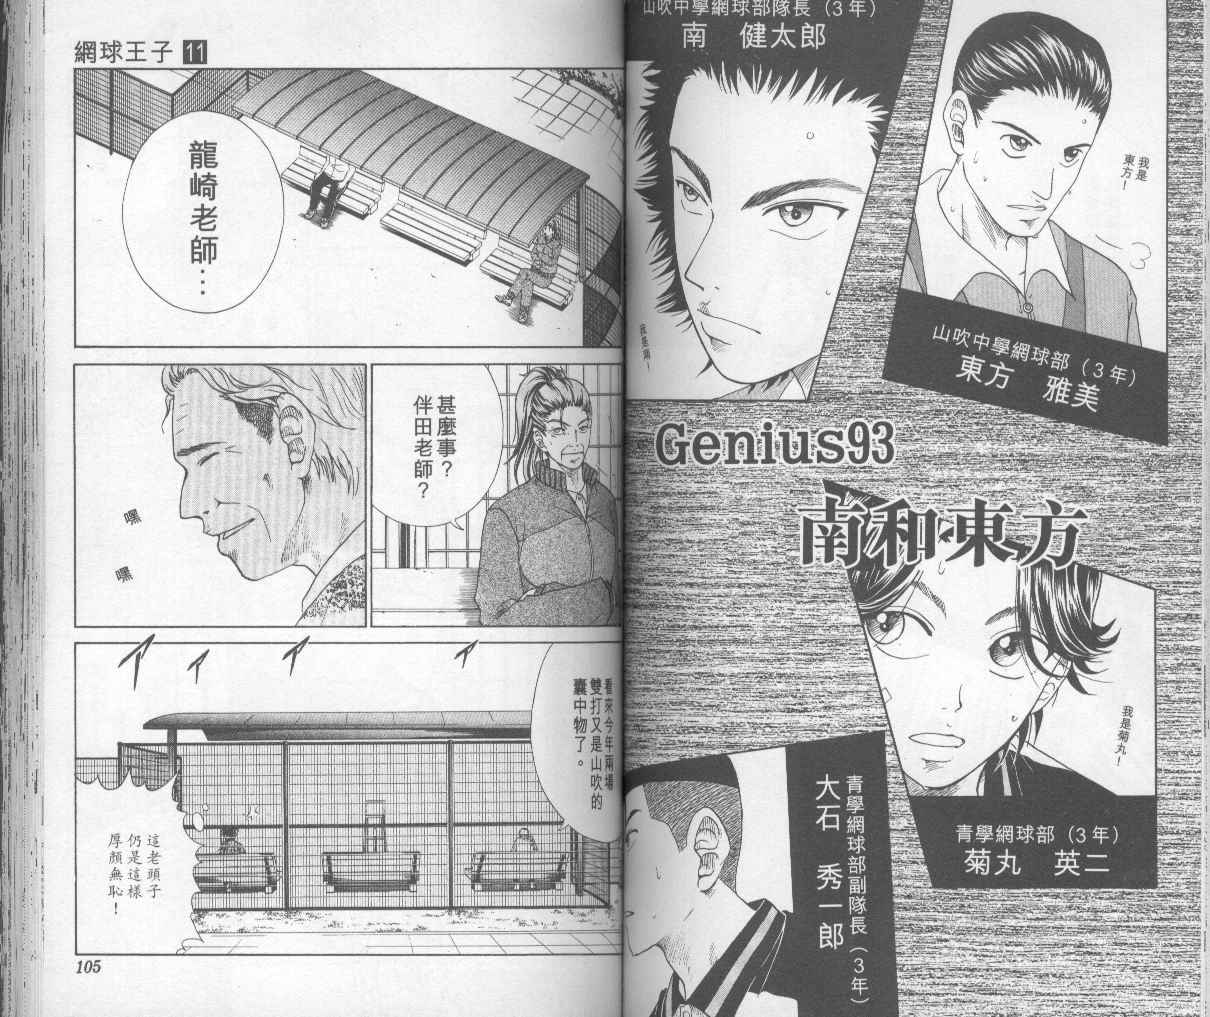 山吹中學網球部隊長（3年）
南　健太郎
我是南！
我是
東方！
山吹中學網球部（3年）
東方　雅美
Genius93
南和東方
我是菊丸！
青學網球部（3年）
菊丸　英二
青學網球部副隊長（3年）
大石　秀一郎
網球王子 11
龍崎老師…
甚麼事？
伴田老師？
嘿
嘿
看來今年兩場
雙打又是山吹的
囊中物了。
這老頭子
仍是這樣
厚顏無恥！
105